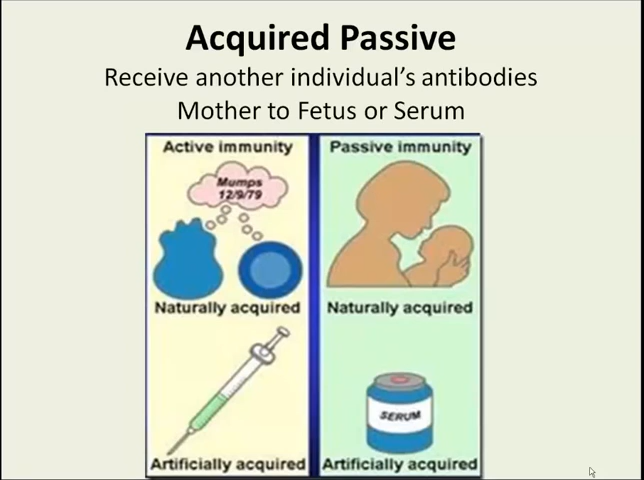 Acquired Passive
Receive another individual's antibodies
Mother to Fetus or Serum
Active immunity
Mumps
12/9/79
Naturally acquired
Artificially acquired
Passive immunity
Naturally acquired
SERUM
Artificially acquired